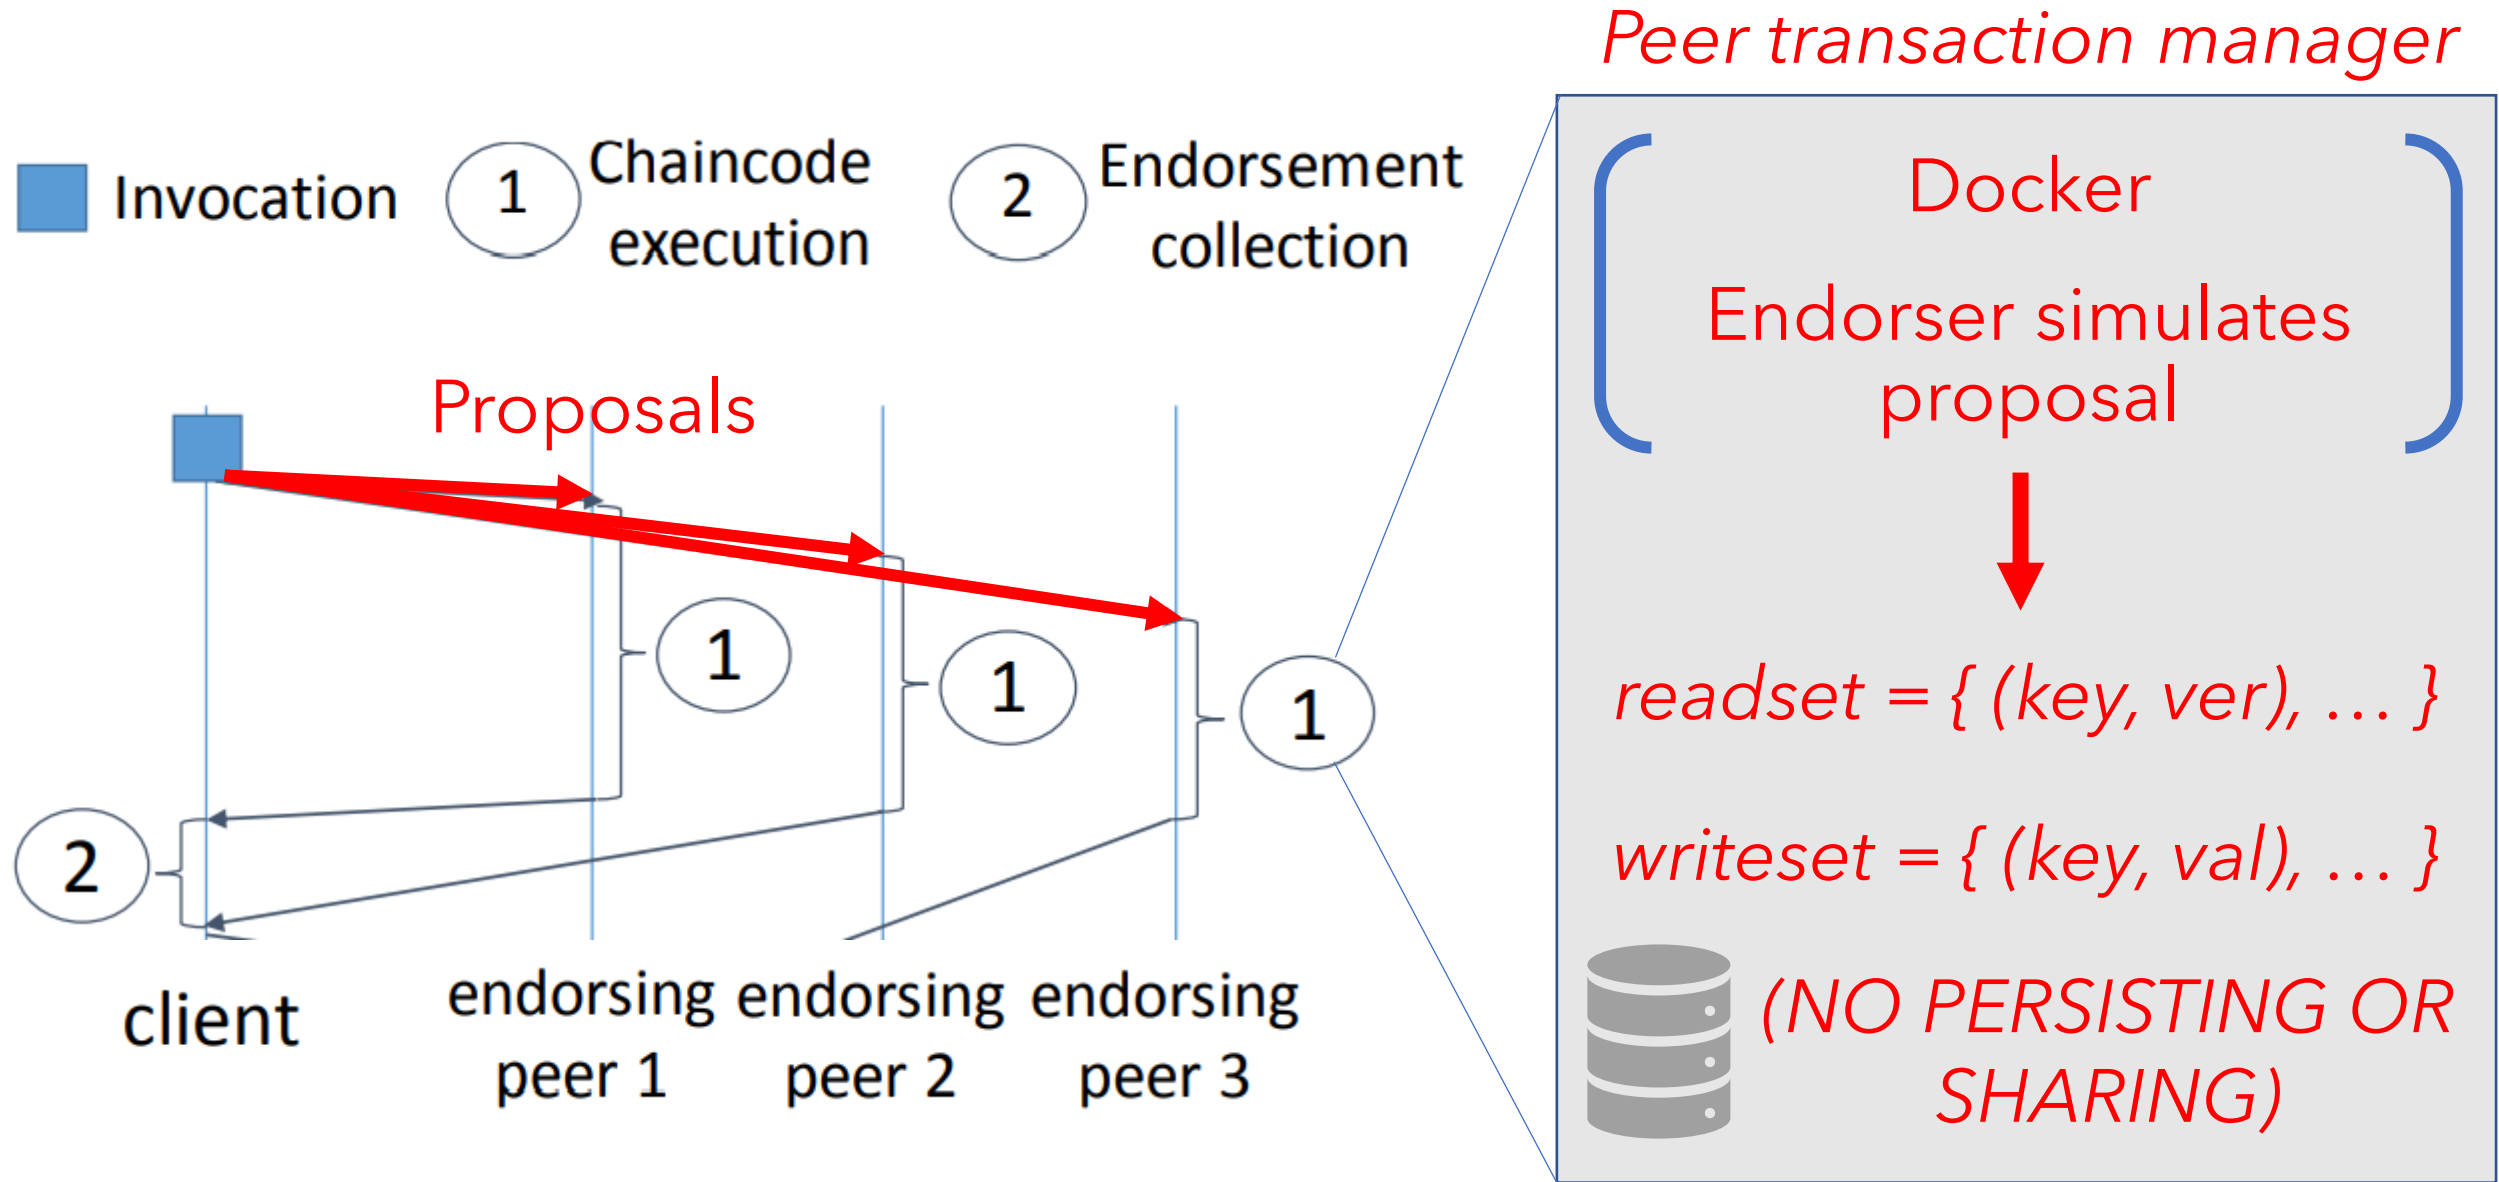 Peer transaction manager
Invocation
1
Chaincode
execution
2
Endorsement
collection
Docker
Endorser simulates
proposal
Proposals
1
1
1
2
readset = { (key, ver), ... }
writeset = { (key, val), ... }
(NO PERSISTING OR
SHARING)
client
endorsing
peer 1
endorsing
peer 2
endorsing
peer 3